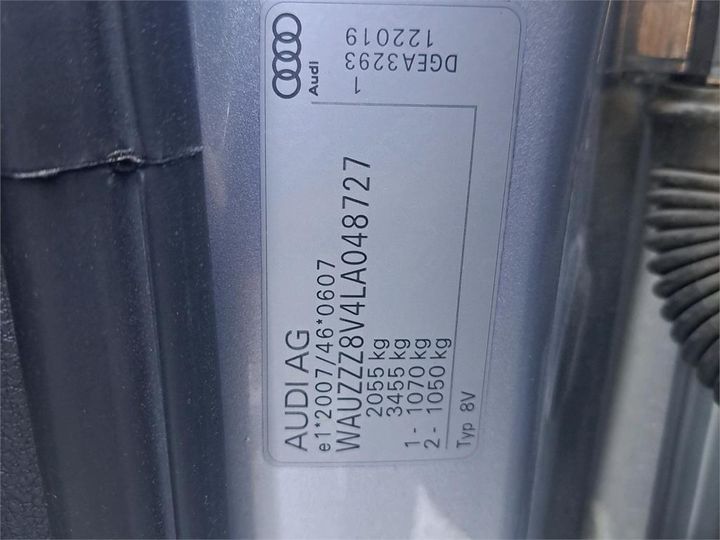 AUDI AG
e1*2007/46*0607
WAUZZZ8V4LA048727
2055 kg
3455 kg
1 - 1070 kg
2 - 1050 kg
Typ 8V
Audi
1
DGEA3293
122019